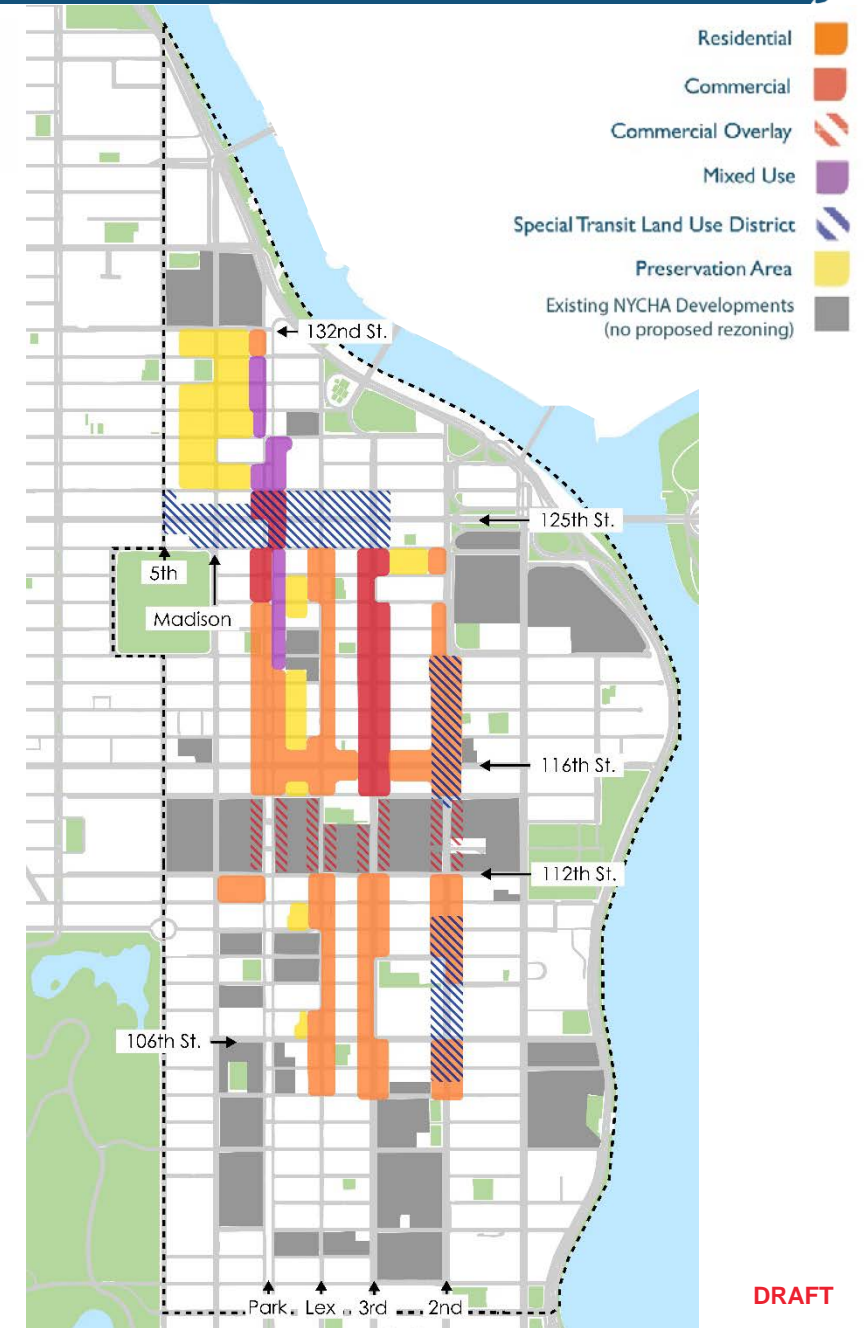 Residential
Commercial
Commercial Overlay
Mixed Use
Special Transit Land Use District
Preservation Area
Existing NYCHA Developments
(no proposed rezoning)
132nd St.
125th St.
5th
Madison
116th St.
112th St.
106th St.
Park
Lex
3rd
2nd
DRAFT